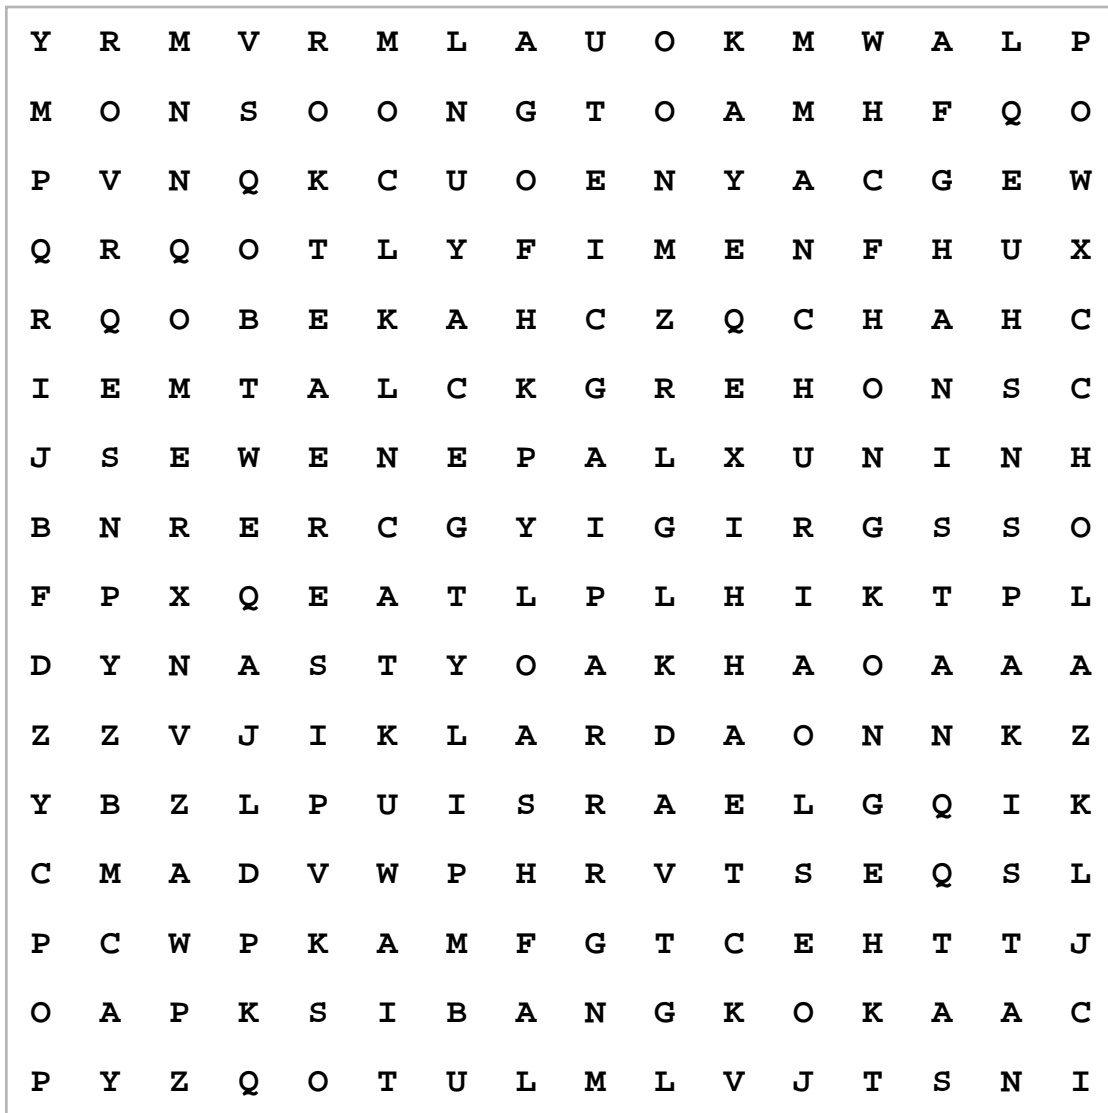 Y R M V R M L A U O K M W A L P
M O N S O O N G T O A M H F Q O
P V N Q K C U O E N Y A C G E W
Q R Q O T L Y F I M E N F H U X
R Q O B E K A H C Z Q C H A H C
I E M T A L C K G R E H O N S C
J S E W E N E P A L X U N I N H
B N R E R C G Y I G I R G S S O
F P X Q E A T L P L H I K T P L
D Y N A S T Y O A K H A O A A A
Z Z V J I K L A R D A O N N K Z
Y B Z L P U I S R A E L G Q I K
C M A D V W P H R V T S E Q S L
P C W P K A M F G T C E H T T J
O A P K S I B A N G K O K A A C
P Y Z Q O T U L M L V J T S N I